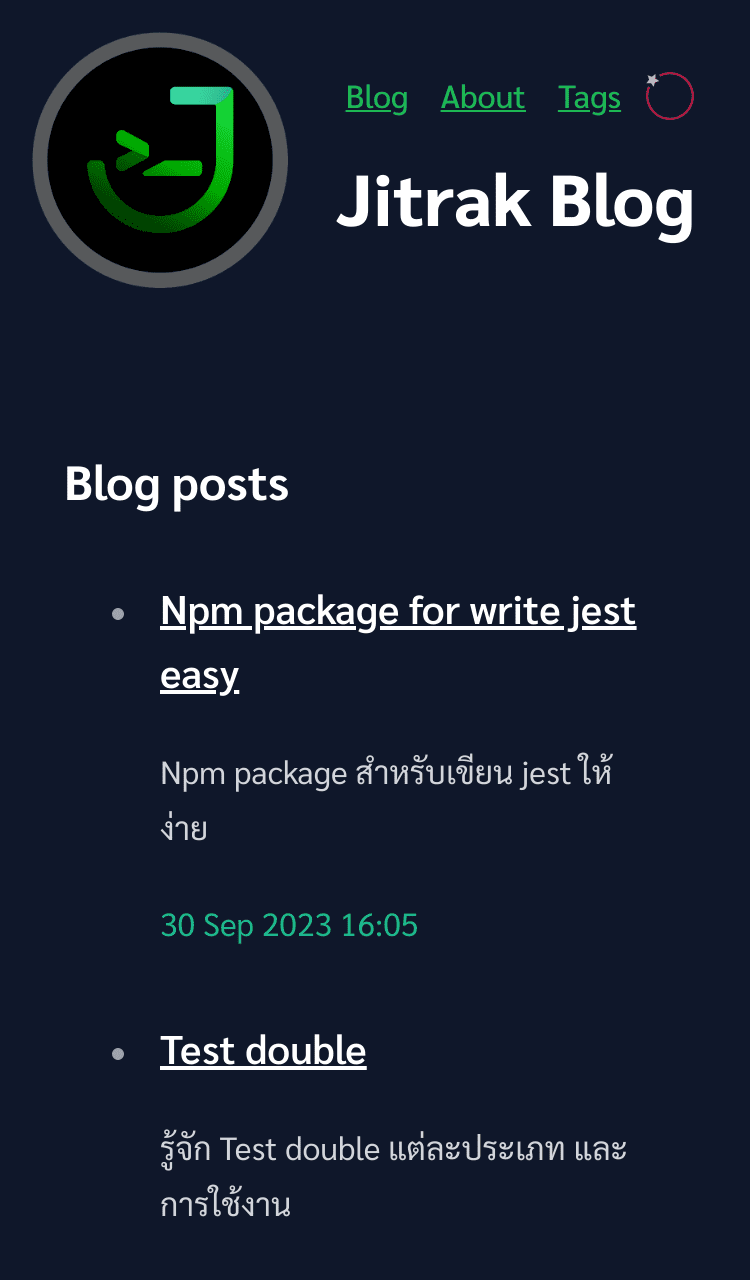 Blog About Tags
Jitrak Blog
Blog posts
Npm package for write jest
easy
Npm package สำหรับเขียน jest ให้
ง่าย
30 Sep 2023 16:05
Test double
รู้จัก Test double แต่ละประเภท และ
การใช้งาน